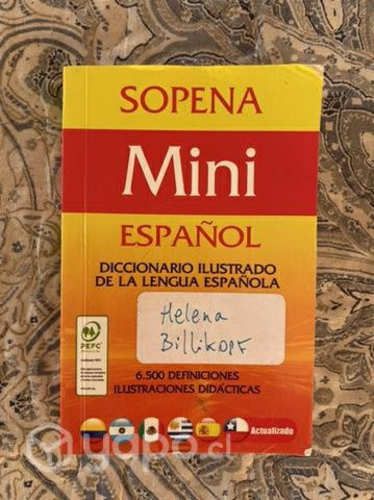 SOPENA
Mini
ESPAÑOL
DICCIONARIO ILUSTRADO
DE LA LENGUA ESPAÑOLA
Helena
Billikopf
PEFC
6.500 DEFINICIONES
ILUSTRACIONES DIDÁCTICAS
Actualizado
yapo.cl